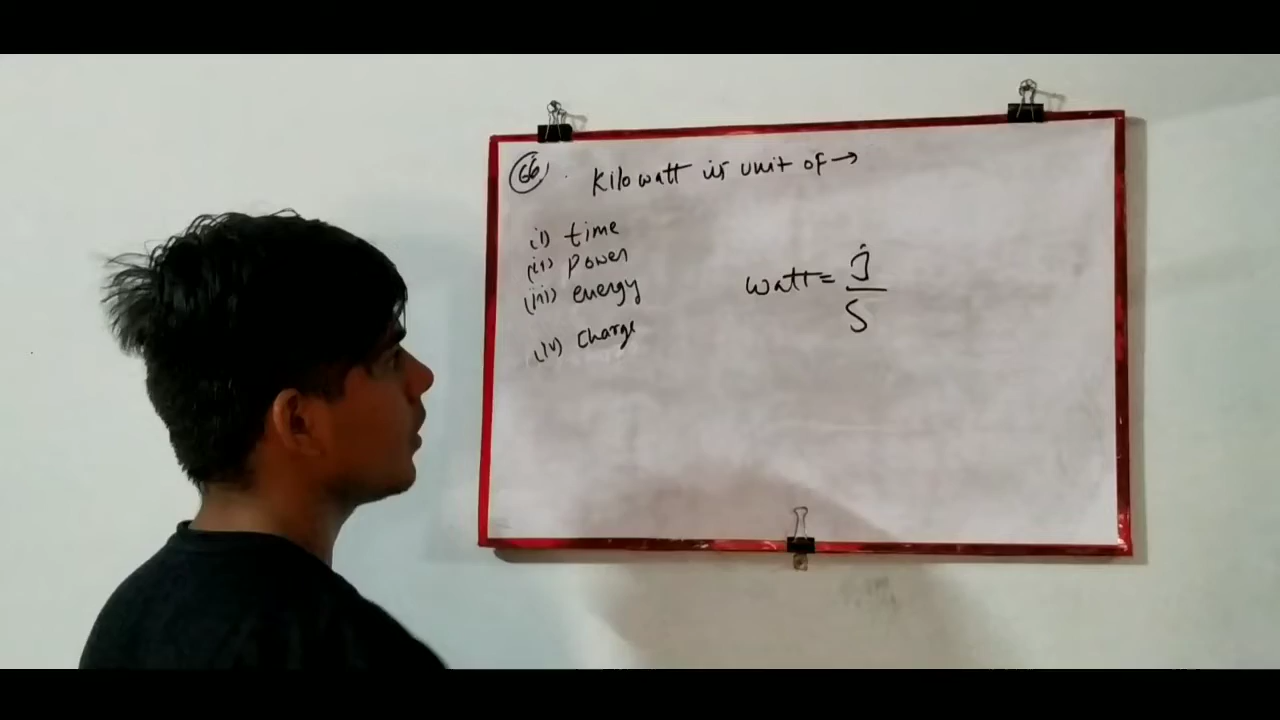 66. Kilowatt is unit of →
(i) time
(ii) Power
(iii) energy
(iv) Charge
watt = J
S